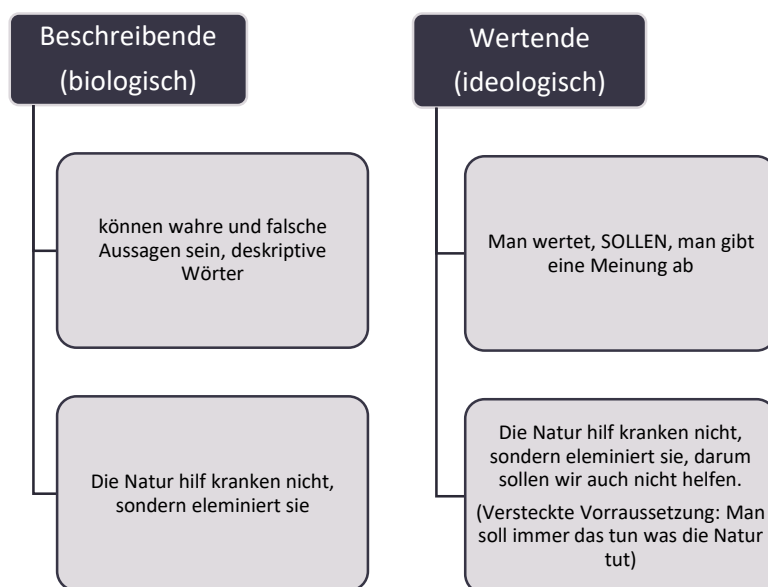 Beschreibende
(biologisch)
können wahre und falsche
Aussagen sein, deskriptive
Wörter
Die Natur hilf kranken nicht,
sondern eleminiert sie
Wertende
(ideologisch)
Man wertet, SOLLEN, man gibt
eine Meinung ab
Die Natur hilf kranken nicht,
sondern eleminiert sie, darum
sollen wir auch nicht helfen.
(Versteckte Vorraussetzung: Man
soll immer das tun was die Natur
tut)